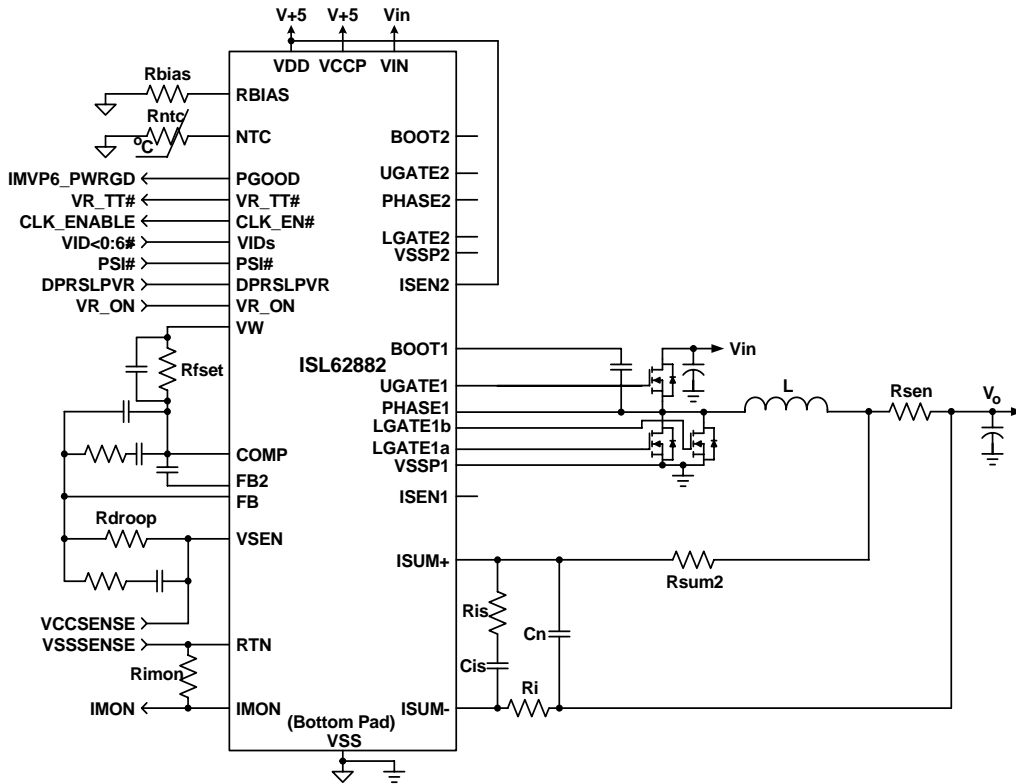 V+5 V+5 Vin
VDD VCCP VIN
Rbias
RBIAS
Rntc
NTC
°C
BOOT2
UGATE2
IMVP6_PWRGD PGOOD
VR_TT# VR_TT#
PHASE2
CLK_ENABLE CLK_EN#
VID<0:6# VIDs
LGATE2
VSSP2
PSI# PSI#
DPRSLPVR DPRSLPVR
ISEN2
VR_ON VR_ON
VW
ISL62882
BOOT1
Vin
Rfset
UGATE1
L
Rsen
Vo
PHASE1
LGATE1b
LGATE1a
COMP
VSSP1
FB2
FB
ISEN1
Rdroop
VSEN
ISUM+
Rsum2
Ris
VCCSENSE
Cn
VSSSENSE RTN
Cis
Rimon
Ri
IMON IMON
ISUM-
(Bottom Pad)
VSS